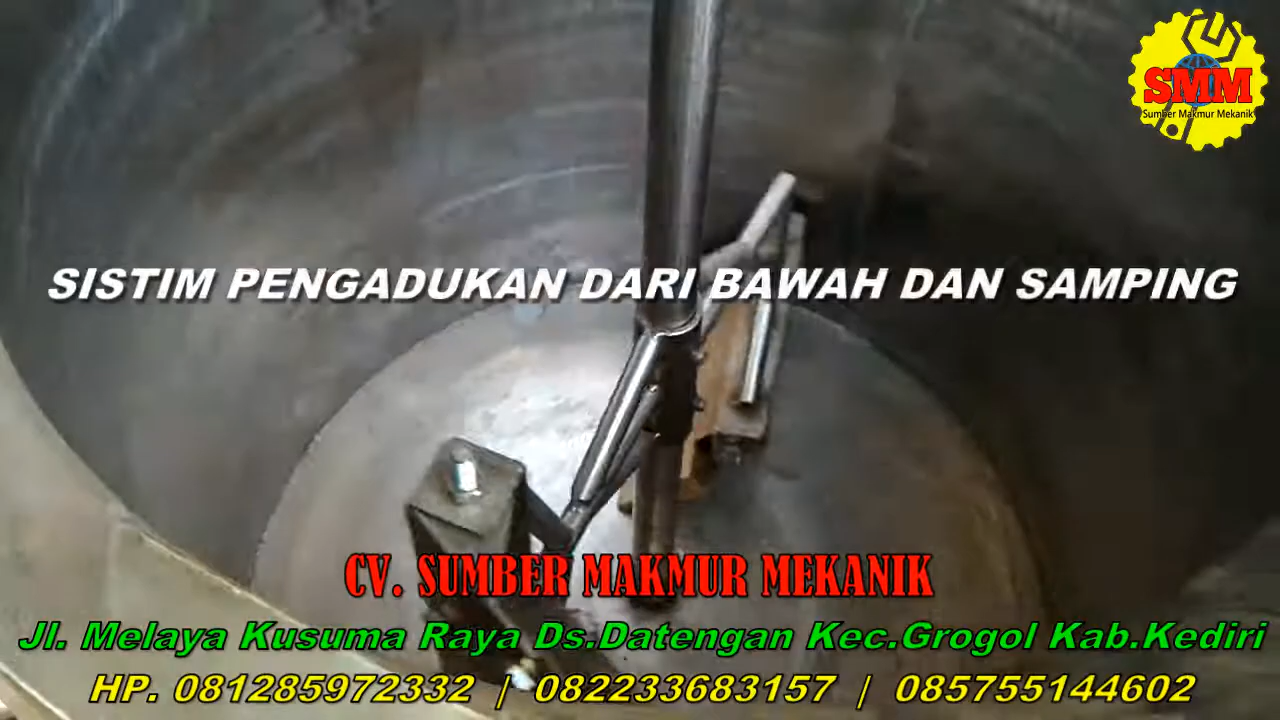 SMM
Sumber Makmur Mekanik
SISTIM PENGADUKAN DARI BAWAH DAN SAMPING
CV. SUMBER MAKMUR MEKANIK
Jl. Melaya Kusuma Raya Ds.Datengan Kec.Grogol Kab.Kediri
HP. 081285972332 | 082233683157 | 085755144602